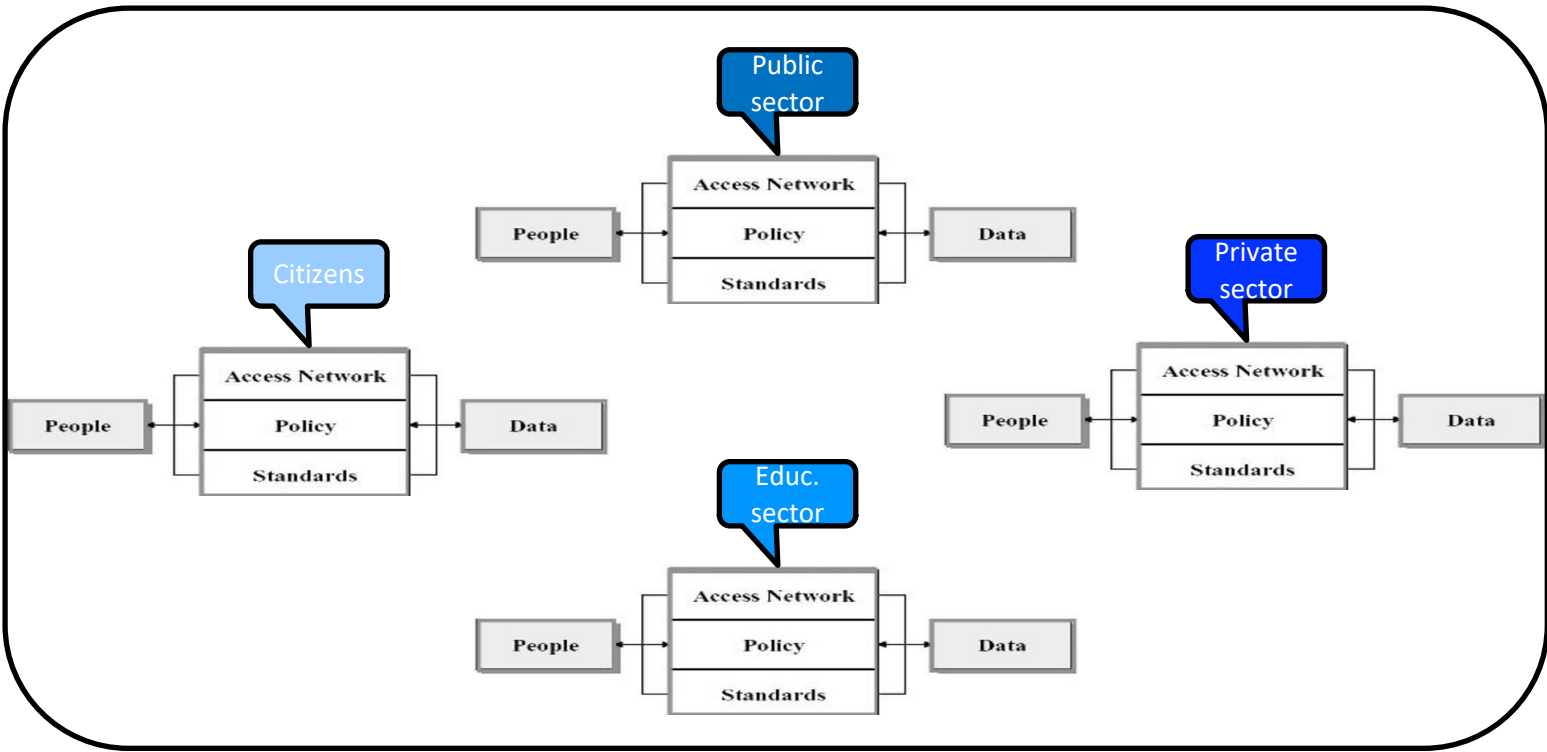 Public
sector
Access Network
People
Policy
Data
Standards
Citizens
Access Network
People
Policy
Data
Standards
Private
sector
Access Network
People
Policy
Data
Standards
Educ.
sector
Access Network
People
Policy
Data
Standards